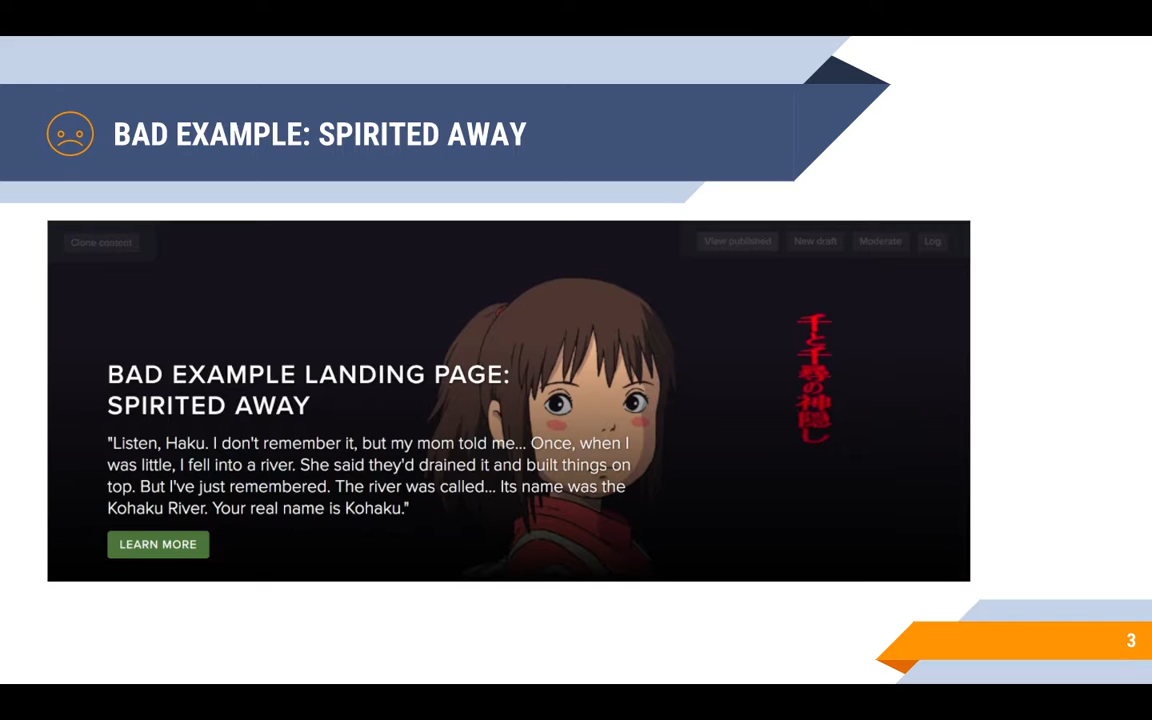 BAD EXAMPLE: SPIRITED AWAY
Clone content
View published
New draft
Moderate
Log
千と千尋の神隠し
BAD EXAMPLE LANDING PAGE:
SPIRITED AWAY
"Listen, Haku. I don't remember it, but my mom told me... Once, when I
was little, I fell into a river. She said they'd drained it and built things on
top. But I've just remembered. The river was called... Its name was the
Kohaku River. Your real name is Kohaku."
LEARN MORE
3